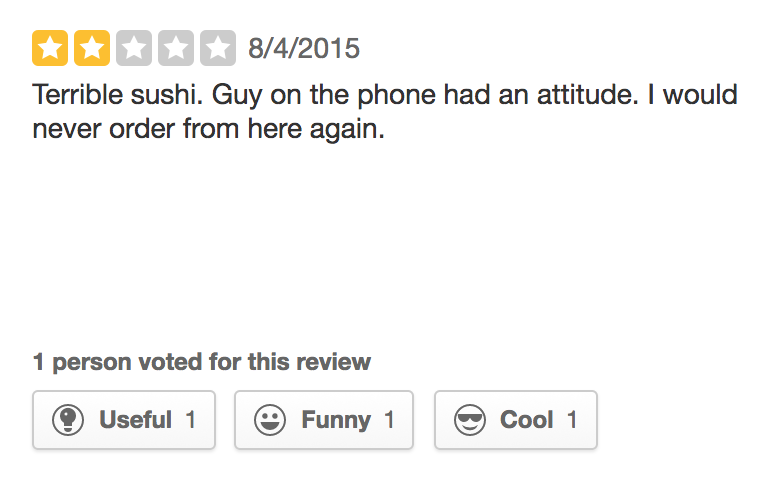 8/4/2015
Terrible sushi. Guy on the phone had an attitude. I would
never order from here again.
1 person voted for this review
Useful 1 Funny 1 Cool 1